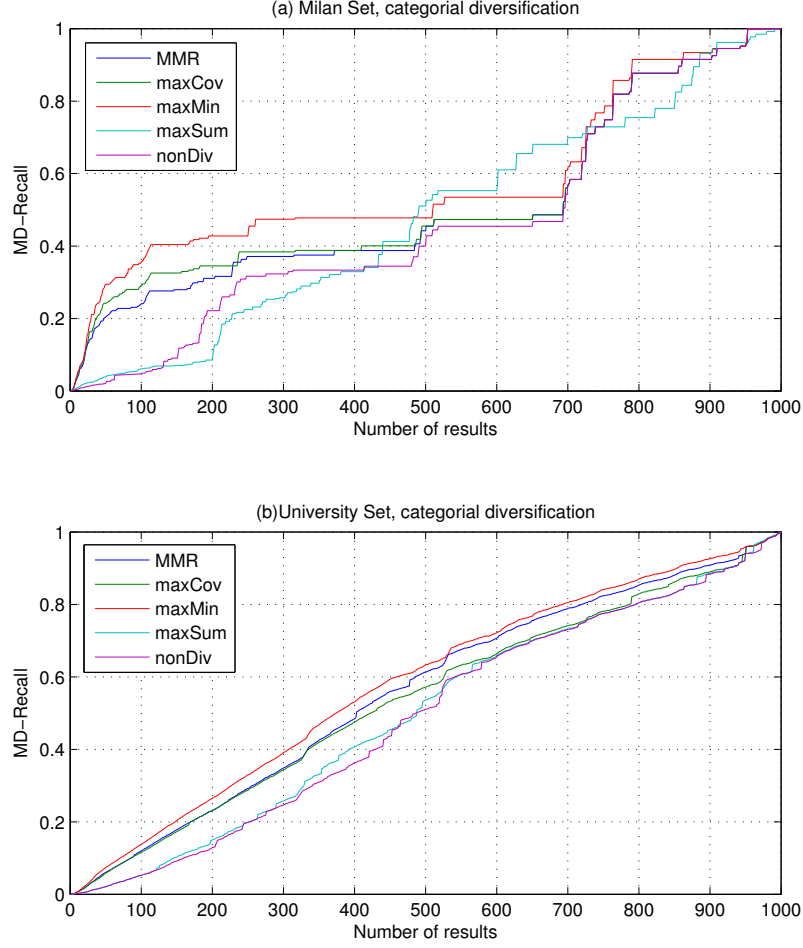 (a) Milan Set, categorial diversification
1
0.8
0.6
0.4
0.2
0
MD-Recall
MMR
maxCov
maxMin
maxSum
nonDiv
0 100 200 300 400 500 600 700 800 900 1000
Number of results
(b)University Set, categorial diversification
1
0.8
0.6
0.4
0.2
0
MD-Recall
MMR
maxCov
maxMin
maxSum
nonDiv
0 100 200 300 400 500 600 700 800 900 1000
Number of results